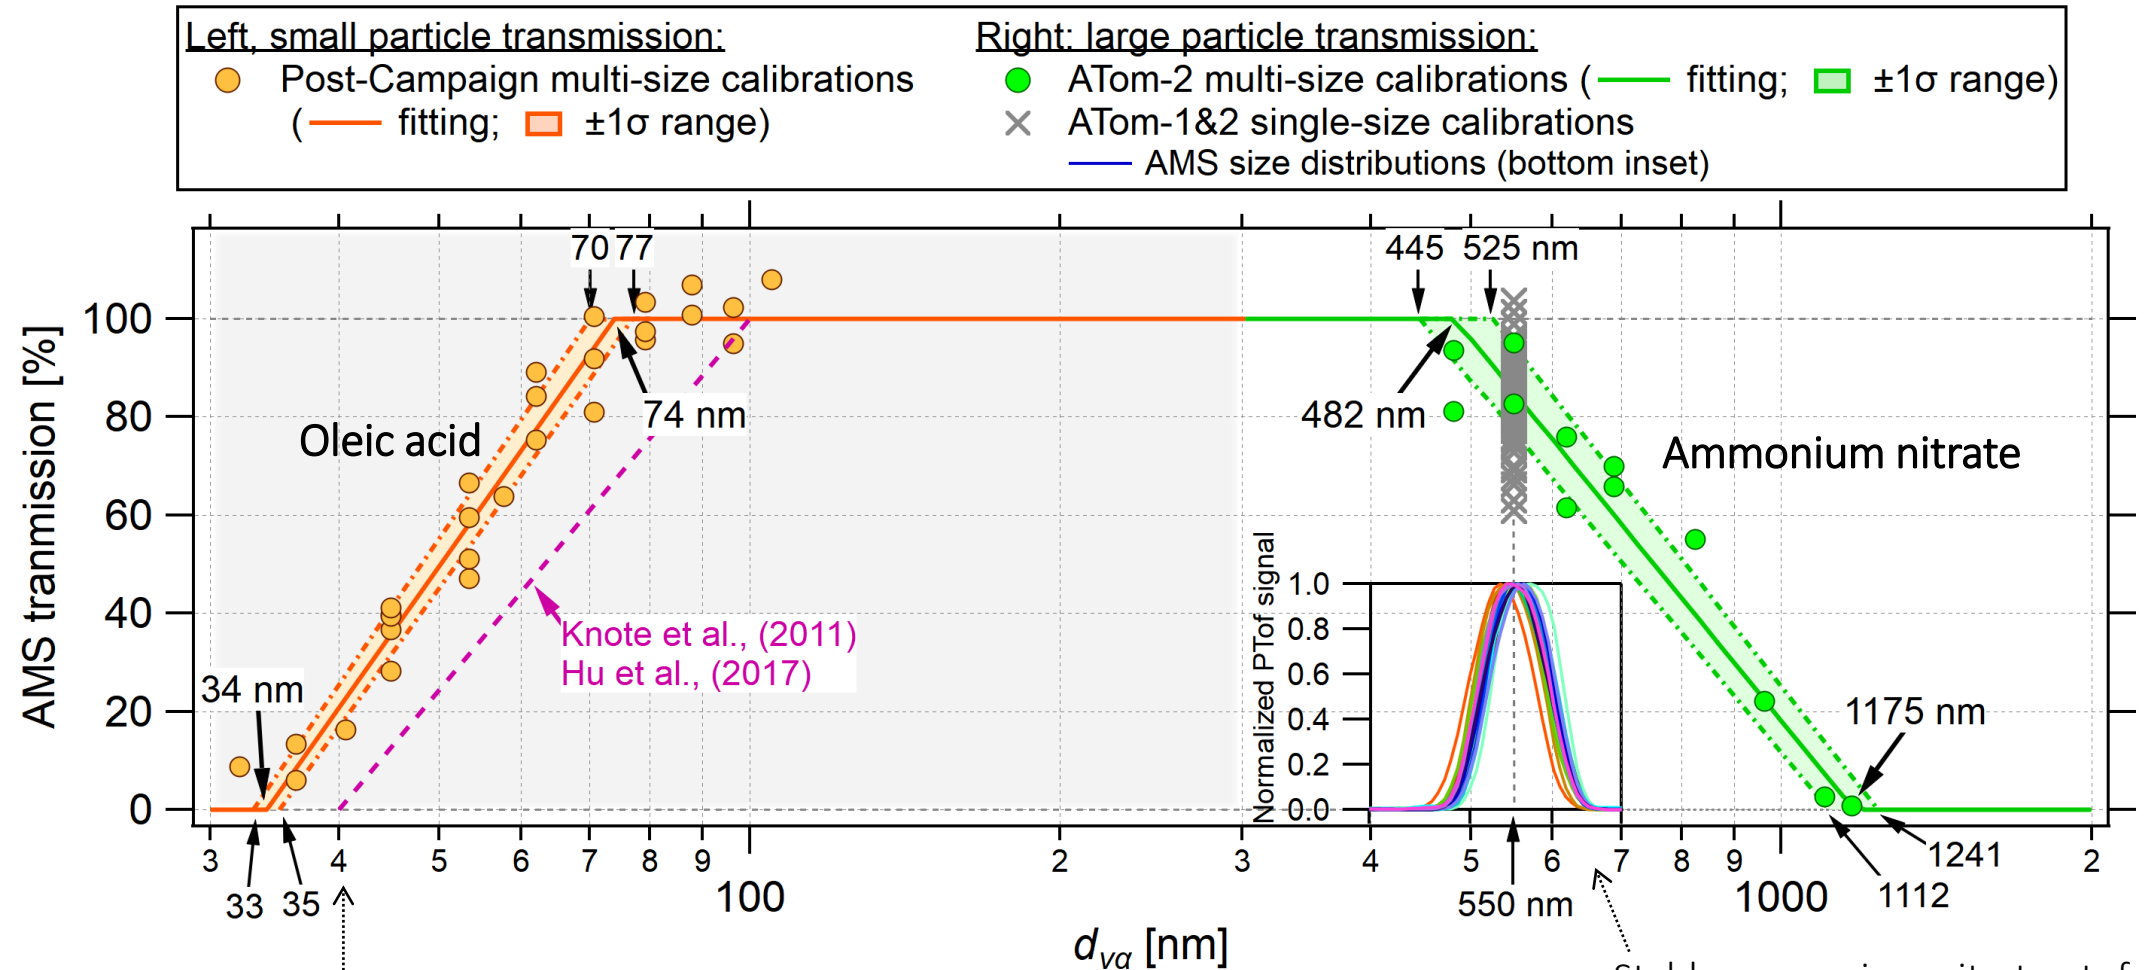 Left, small particle transmission:
Post-Campaign multi-size calibrations
( fitting; ±1σ range)
Right: large particle transmission:
ATom-2 multi-size calibrations ( fitting; ±1σ range)
ATom-1&2 single-size calibrations
AMS size distributions (bottom inset)
70 77
445 525 nm
AMS tranmission [%]
100
80
60
40
20
0
Oleic acid
74 nm
482 nm
Ammonium nitrate
Knote et al., (2011)
Hu et al., (2017)
34 nm
Normalized PTof signal
1.0
0.8
0.6
0.4
0.2
0.0
1175 nm
3 4 5 6 7 8 9 2 3 4 5 6 7 8 9 2
100 1000
33 35
550 nm
1241
1112
dva [nm]